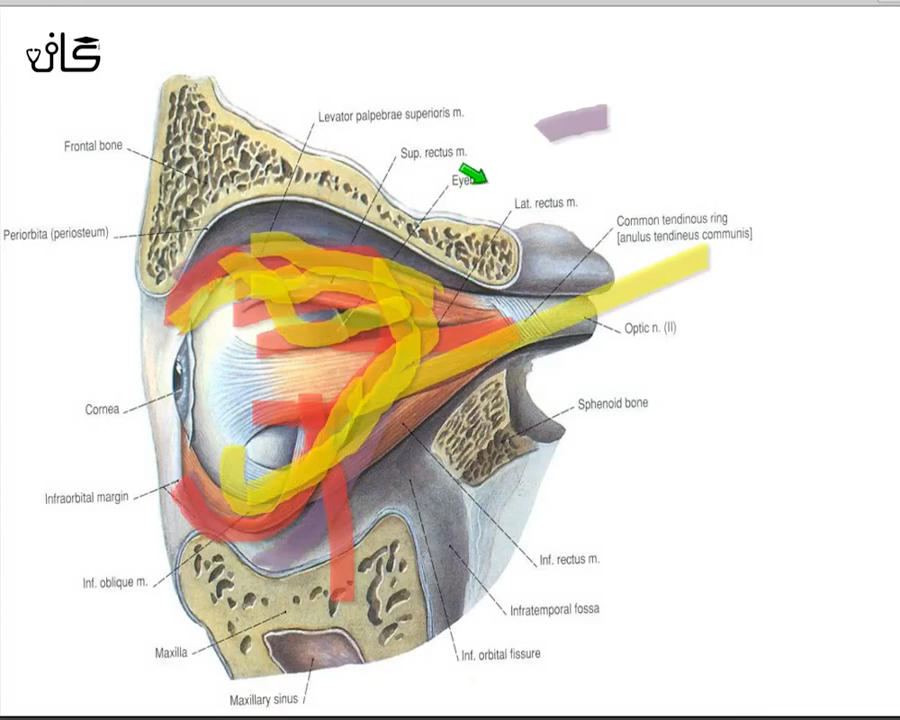 كان
Levator palpebrae superioris m.
Frontal bone
Sup. rectus m.
Lat. rectus m.
Common tendinous ring
[anulus tendineus communis]
Periorbita (periosteum)
Optic n. (II)
Cornea
Sphenoid bone
Infraorbital margin
Inf. rectus m.
Inf. oblique m.
Infratemporal fossa
Maxilla
Inf. orbital fissure
Maxillary sinus